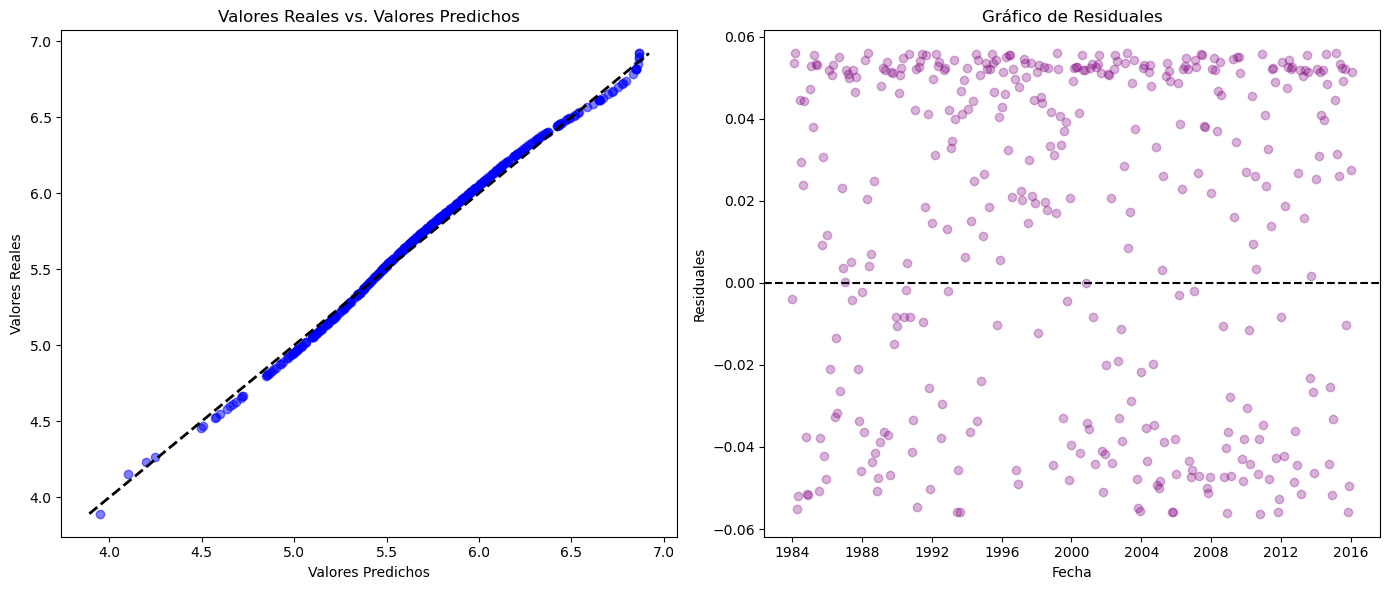 Valores Reales vs. Valores Predichos
7.0
6.5
6.0
5.5
5.0
4.5
4.0
Valores Reales
4.0 4.5 5.0 5.5 6.0 6.5 7.0
Valores Predichos
Gráfico de Residuales
0.06
0.04
0.02
0.00
−0.02
−0.04
−0.06
Residuales
1984 1988 1992 1996 2000 2004 2008 2012 2016
Fecha